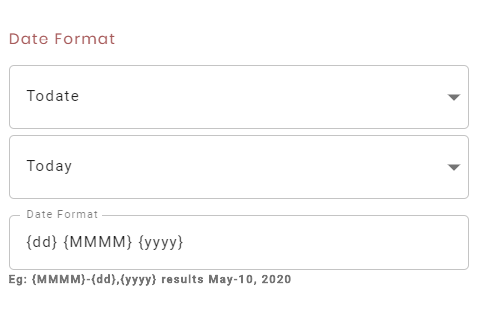 Date Format
Todate
Today
Date Format
{dd} {MMMM} {yyyy}
Eg: {MMMM}-{dd},{yyyy} results May-10, 2020